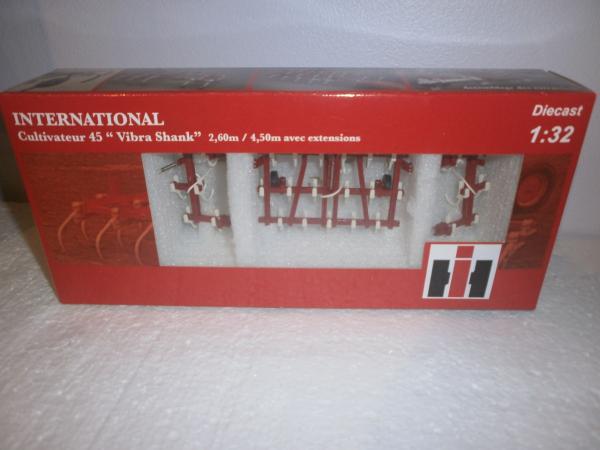 INTERNATIONAL
Cultivateur 45 “ Vibra Shank” 2,60m / 4,50m avec extensions
Diecast
1:32